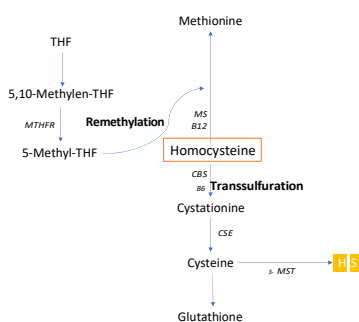 Methionine
THF
5,10-Methylen-THF
MTHFR
Remethylation
MS
B12
5-Methyl-THF
Homocysteine
CBS
B6
Transsulfuration
Cystationine
CSE
Cysteine
3- MST
H S
Glutathione